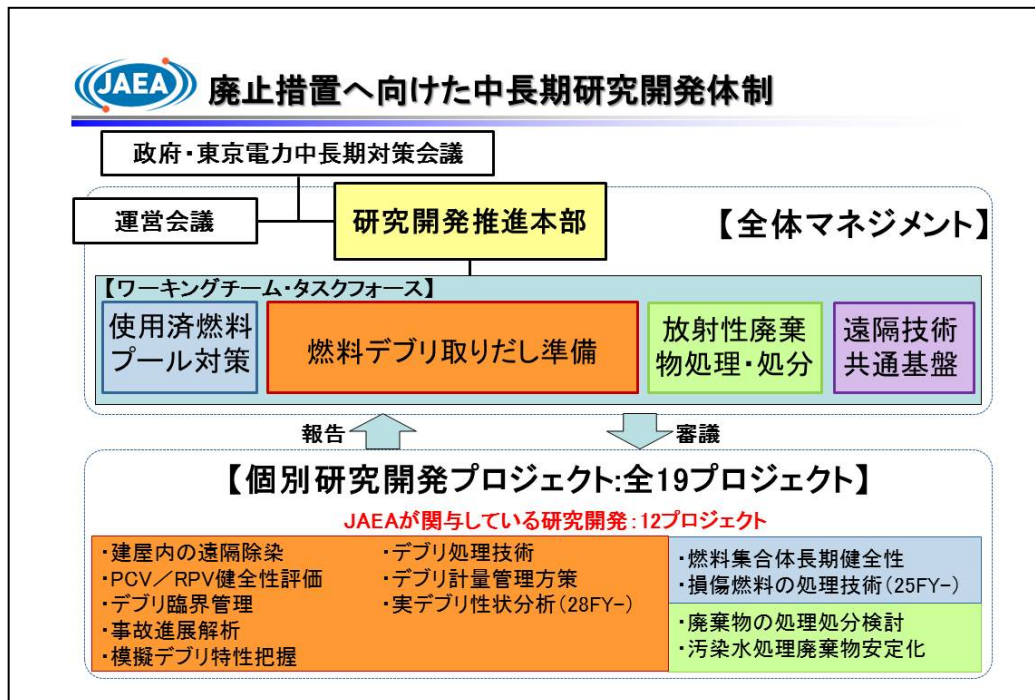 JAEA
廃止措置へ向けた中長期研究開発体制
政府・東京電力中長期対策会議
運営会議
研究開発推進本部
【全体マネジメント】
【ワーキングチーム・タスクフォース】
使用済燃料
プール対策
燃料デブリ取りだし準備
放射性廃棄
物処理・処分
遠隔技術
共通基盤
報告
審議
【個別研究開発プロジェクト:全19プロジェクト】
JAEAが関与している研究開発：12プロジェクト
・建屋内の遠隔除染
・PCV／RPV健全性評価
・デブリ臨界管理
・事故進展解析
・模擬デブリ特性把握
・デブリ処理技術
・デブリ計量管理方策
・実デブリ性状分析（28FY-）
・燃料集合体長期健全性
・損傷燃料の処理技術（25FY-）
・廃棄物の処理処分検討
・汚染水処理廃棄物安定化